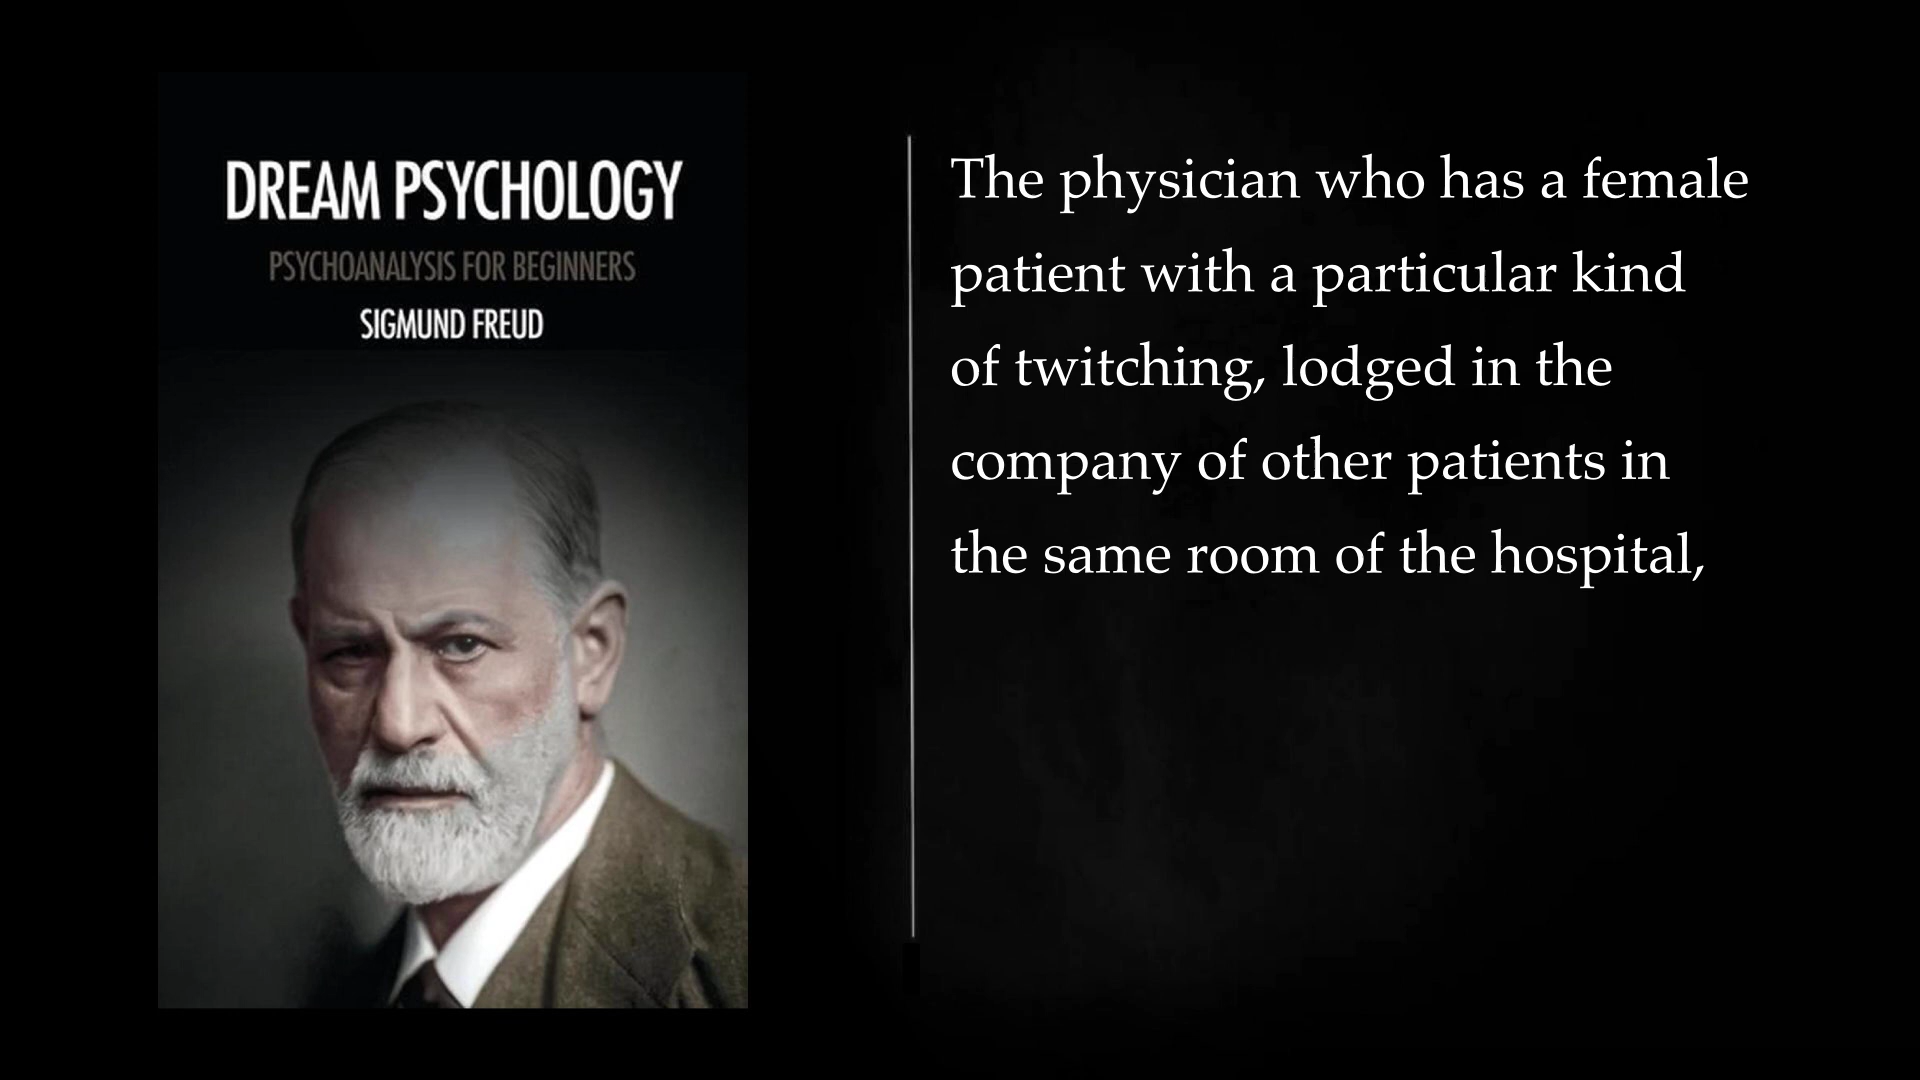 DREAM PSYCHOLOGY
PSYCHOANALYSIS FOR BEGINNERS
SIGMUND FREUD
The physician who has a female
patient with a particular kind
of twitching, lodged in the
company of other patients in
the same room of the hospital,